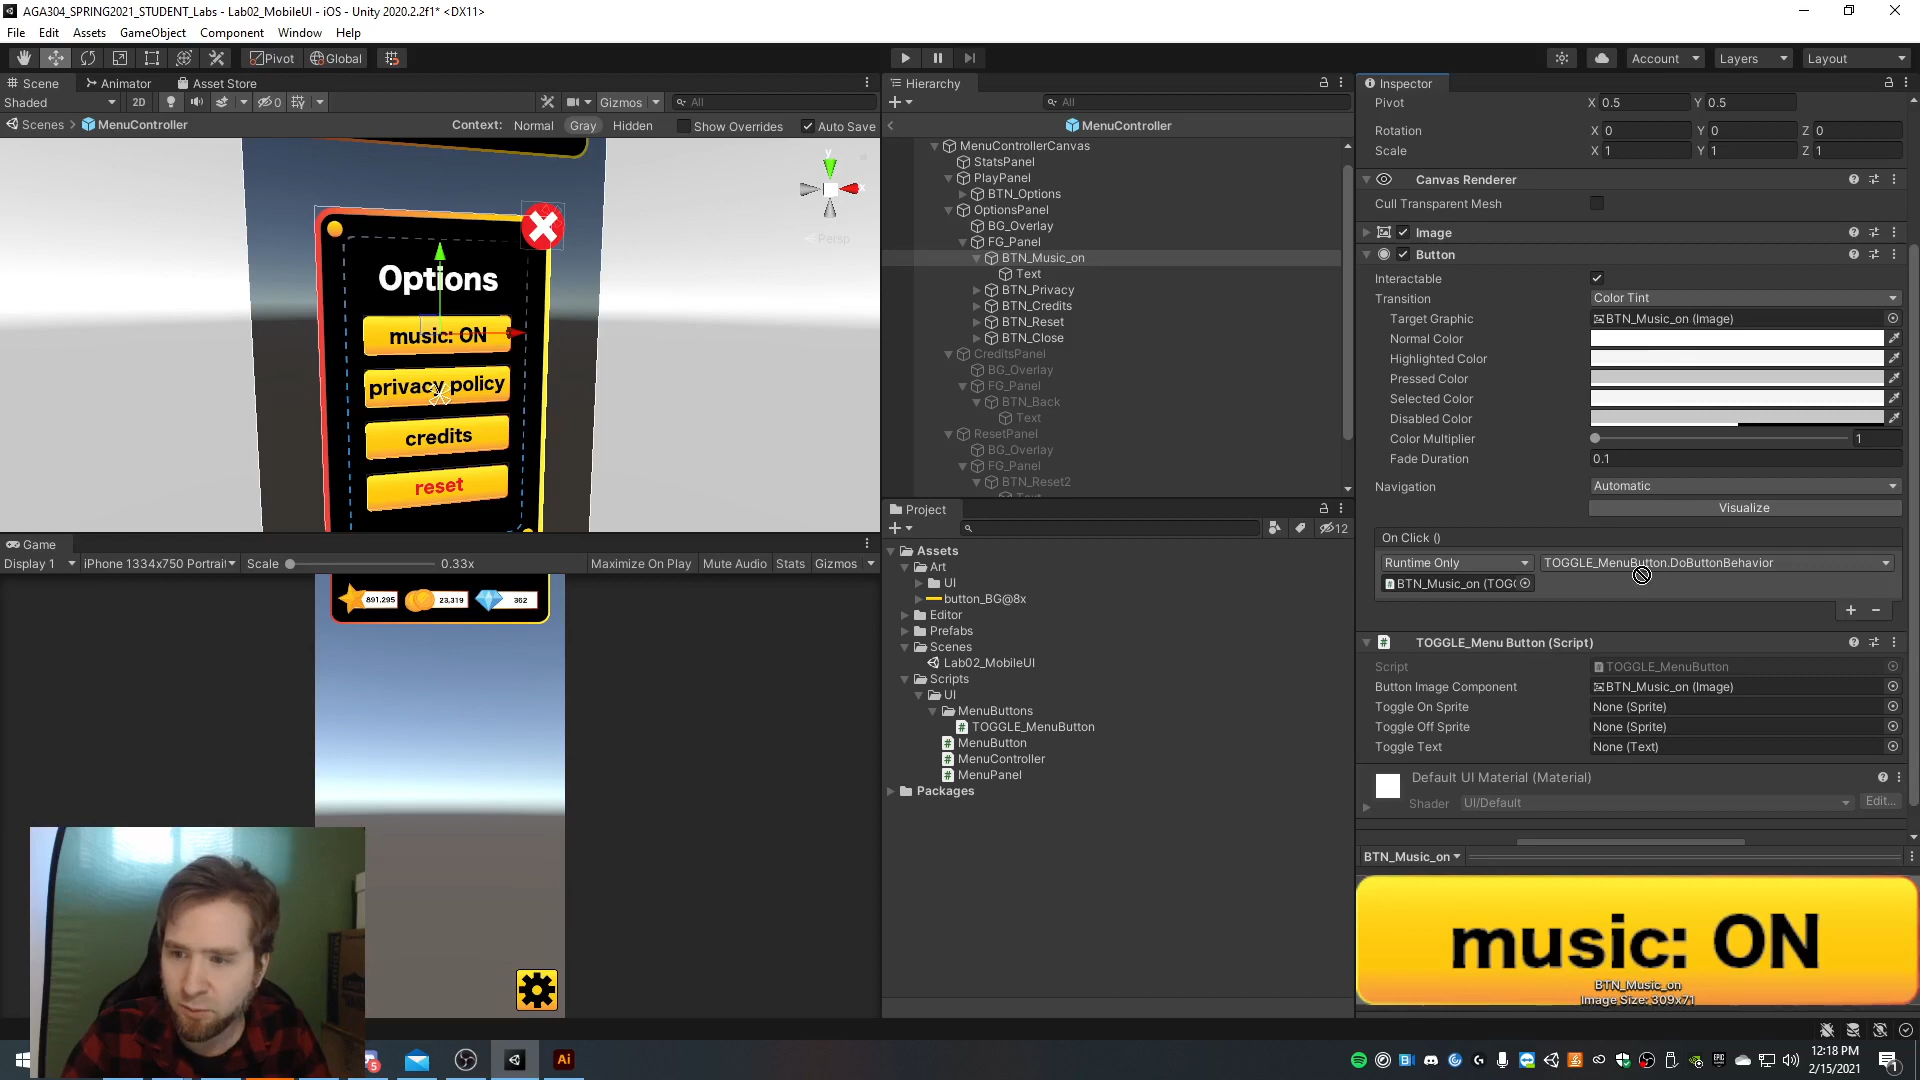 AGA304_SPRING2021_STUDENT_Labs - Lab02_MobileUI - iOS - Unity 2020.2.2f1* <DX11>
File Edit Assets GameObject Component Window Help
Pivot Global Account Layers Layout
Scene Animator Asset Store
Shaded 2D 0 Gizmos All
Scenes > MenuController Context: Normal Gray Hidden Show Overrides Auto Save
y
x
Persp
Options
music: ON
privacy policy
credits
reset
Game
Display 1 iPhone 1334x750 Portrai Scale 0.33x Maximize On Play Mute Audio Stats Gizmos
891,295 23,319 362
Hierarchy
All
MenuController
MenuControllerCanvas
StatsPanel
PlayPanel
BTN_Options
OptionsPanel
BG_Overlay
FG_Panel
BTN_Music_on
Text
BTN_Privacy
BTN_Credits
BTN_Reset
BTN_Close
CreditsPanel
BG_Overlay
FG_Panel
BTN_Back
Text
ResetPanel
BG_Overlay
FG_Panel
BTN_Reset2
Project
12
Assets
Art
UI
button_BG@8x
Editor
Prefabs
Scenes
Lab02_MobileUI
Scripts
UI
MenuButtons
TOGGLE_MenuButton
MenuButton
MenuController
MenuPanel
Packages
Inspector
Pivot X 0.5 Y 0.5
Rotation X 0 Y 0 Z 0
Scale X 1 Y 1 Z 1
Canvas Renderer
Cull Transparent Mesh
Image
Button
Interactable
Transition Color Tint
Target Graphic BTN_Music_on (Image)
Normal Color
Highlighted Color
Pressed Color
Selected Color
Disabled Color
Color Multiplier 1
Fade Duration 0.1
Navigation Automatic
Visualize
On Click ()
Runtime Only TOGGLE_MenuButton.DoButtonBehavior
BTN_Music_on (TOG
TOGGLE_Menu Button (Script)
Script TOGGLE_MenuButton
Button Image Component BTN_Music_on (Image)
Toggle On Sprite None (Sprite)
Toggle Off Sprite None (Sprite)
Toggle Text None (Text)
Default UI Material (Material)
Shader UI/Default Edit...
BTN_Music_on
music: ON
BTN_Music_on
Image Size: 309x71
Ai
12:18 PM
2/15/2021